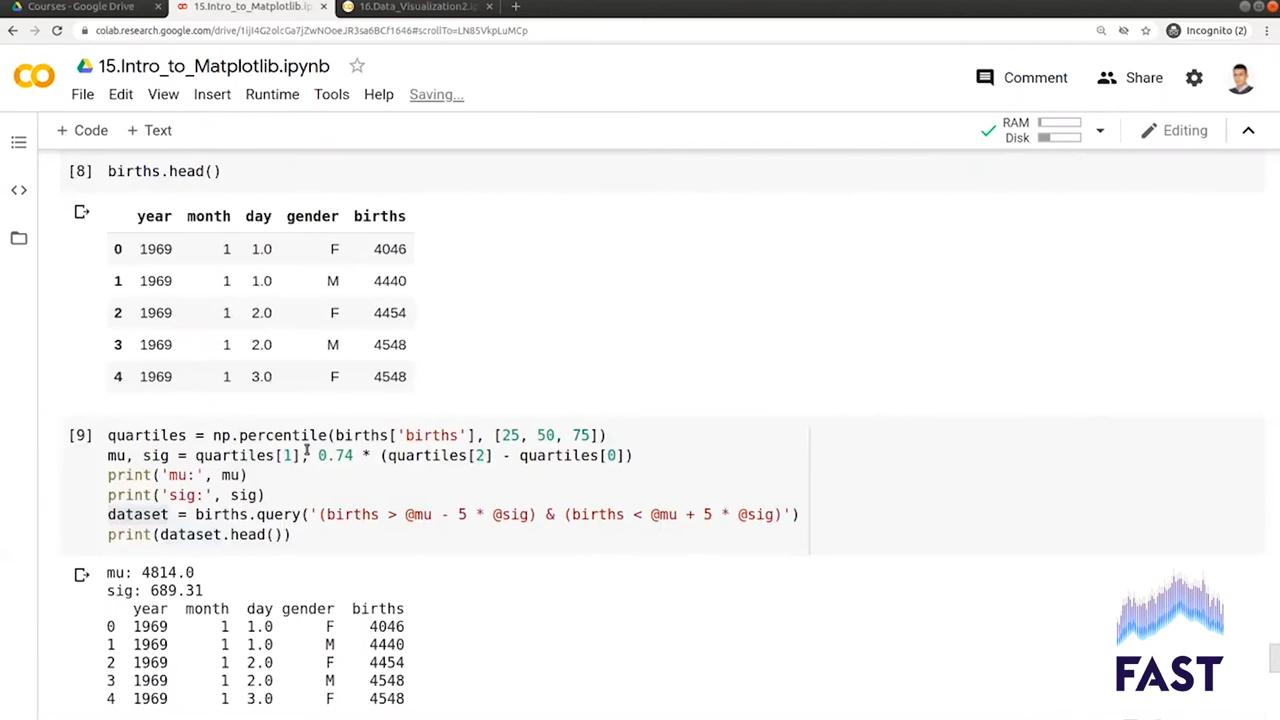 Courses - Google Drive
15.Intro_to_Matplotlib.ip
16.Data_Visualization2.i
colab.research.google.com/drive/1ijI4G2olcGa7jZwNOoeJR3sa6BCf1646#scrollTo=LN85VkpLuMCp
Incognito (2)
15.Intro_to_Matplotlib.ipynb
Comment
Share
File Edit View Insert Runtime Tools Help Saving...
+ Code + Text
RAM
Disk
Editing
[8] births.head()
year month day gender births
0 1969 1 1.0 F 4046
1 1969 1 1.0 M 4440
2 1969 1 2.0 F 4454
3 1969 1 2.0 M 4548
4 1969 1 3.0 F 4548
[9] quartiles = np.percentile(births['births'], [25, 50, 75])
mu, sig = quartiles[1], 0.74 * (quartiles[2] - quartiles[0])
print('mu:', mu)
print('sig:', sig)
dataset = births.query('(births > @mu - 5 * @sig) & (births < @mu + 5 * @sig)')
print(dataset.head())
mu: 4814.0
sig: 689.31
year month day gender births
0 1969 1 1.0 F 4046
1 1969 1 1.0 M 4440
2 1969 1 2.0 F 4454
3 1969 1 2.0 M 4548
4 1969 1 3.0 F 4548
FAST